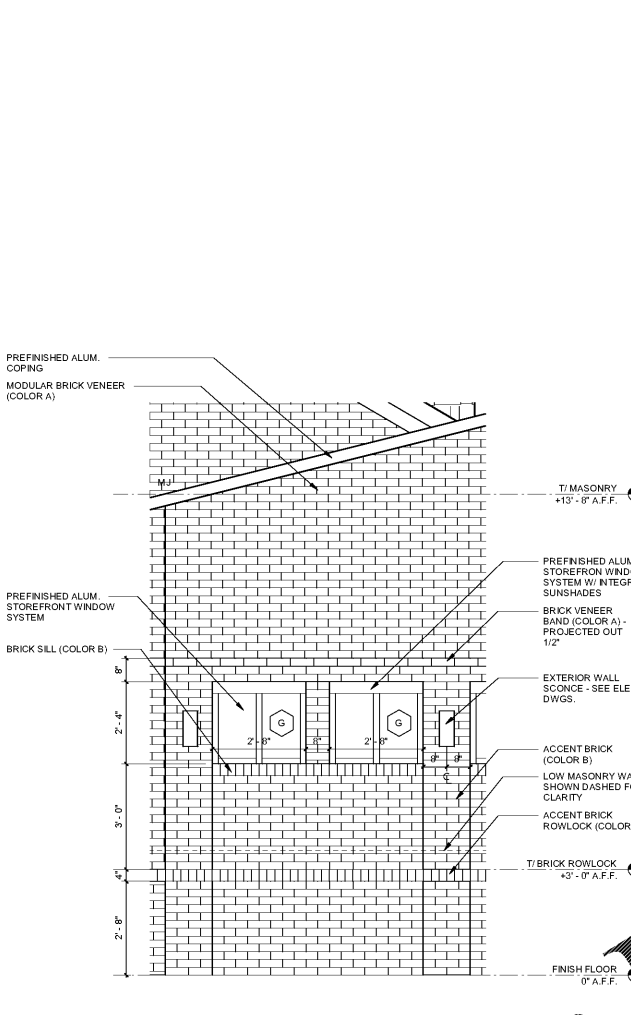 PREFINISHED ALUM.
COPING
MODULAR BRICK VENEER
(COLOR A)
MJ
T/ MASONRY
+13' - 8" A.F.F.
PREFINISHED ALUM.
STOREFRON WINDO
SYSTEM W/ INTEGR
SUNSHADES
PREFINISHED ALUM.
STOREFRONT WINDOW
SYSTEM
BRICK VENEER
BAND (COLOR A) -
PROJECTED OUT
1/2"
BRICK SILL (COLOR B)
8"
EXTERIOR WALL
SCONCE - SEE ELE
DWGS.
2' - 4"
G
G
2' - 8"
8"
2' - 8"
8"
8"
℄
ACCENT BRICK
(COLOR B)
LOW MASONRY WA
SHOWN DASHED FO
CLARITY
3' - 0"
ACCENT BRICK
ROWLOCK (COLOR
T/ BRICK ROWLOCK
+3' - 0" A.F.F.
4"
2' - 8"
FINISH FLOOR
0" A.F.F.